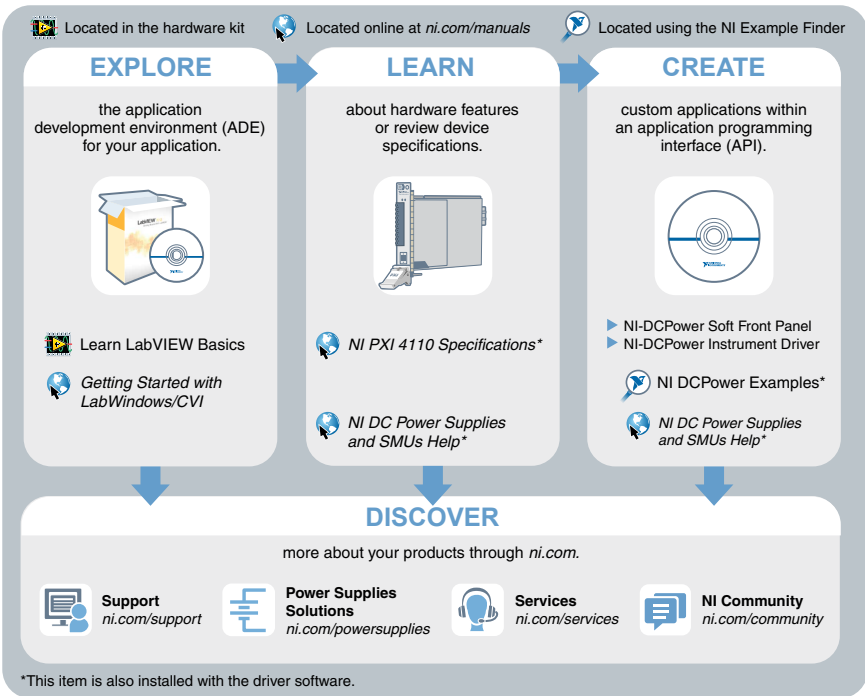 Located in the hardware kit
Located online at ni.com/manuals
Located using the NI Example Finder
EXPLORE
the application
development environment (ADE)
for your application.
LabVIEW
Learn LabVIEW Basics
Getting Started with
LabWindows/CVI
LEARN
about hardware features
or review device
specifications.
NI PXI 4110 Specifications*
NI DC Power Supplies
and SMUs Help*
CREATE
custom applications within
an application programming
interface (API).
NI-DCPower Soft Front Panel
NI-DCPower Instrument Driver
NI DCPower Examples*
NI DC Power Supplies
and SMUs Help*
DISCOVER
more about your products through ni.com.
Support
ni.com/support
Power Supplies
Solutions
ni.com/powersupplies
Services
ni.com/services
NI Community
ni.com/community
*This item is also installed with the driver software.